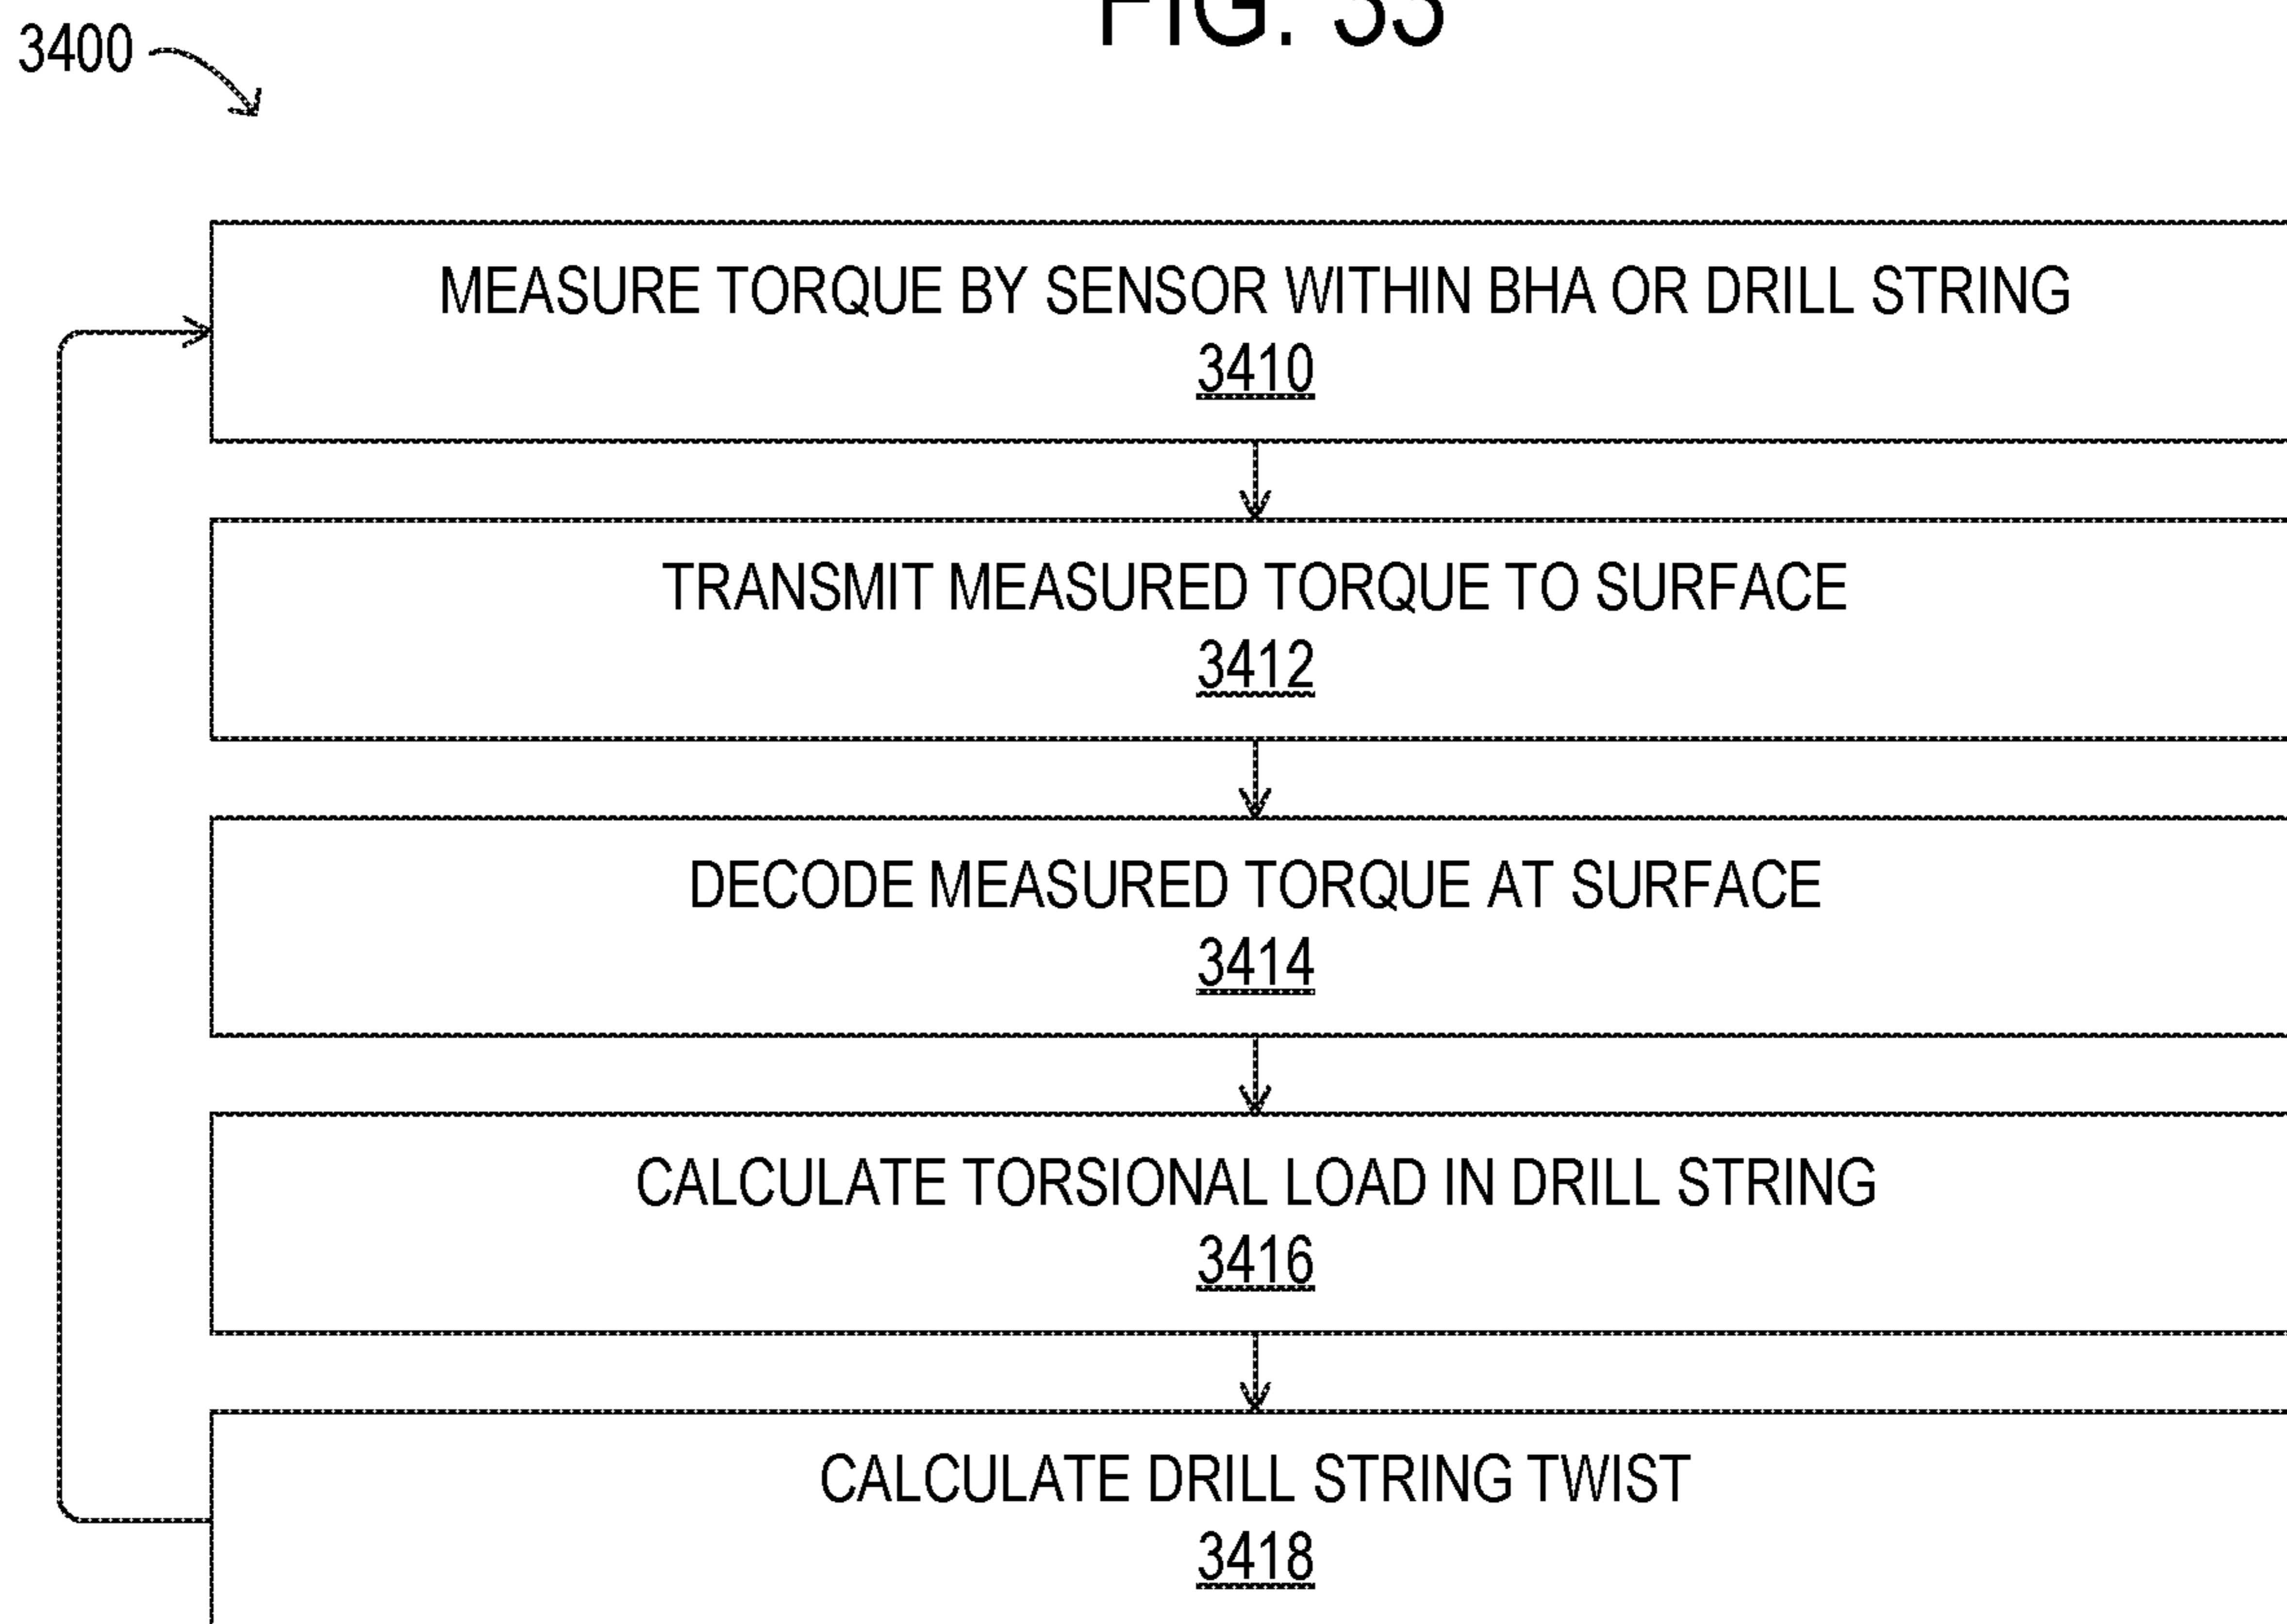 FIG.
3400
MEASURE TORQUE BY SENSOR WITHIN BHA OR DRILL STRING
3410
TRANSMIT MEASURED TORQUE TO SURFACE
3412
DECODE MEASURED TORQUE AT SURFACE
3414
CALCULATE TORSIONAL LOAD IN DRILL STRING
3416
CALCULATE DRILL STRING TWIST
3418